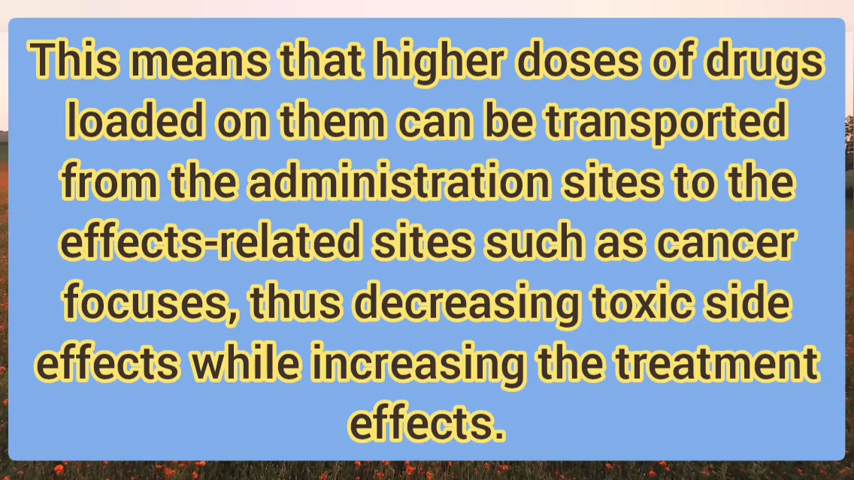 This means that higher doses of drugs
loaded on them can be transported
from the administration sites to the
effects-related sites such as cancer
focuses, thus decreasing toxic side
effects while increasing the treatment
effects.